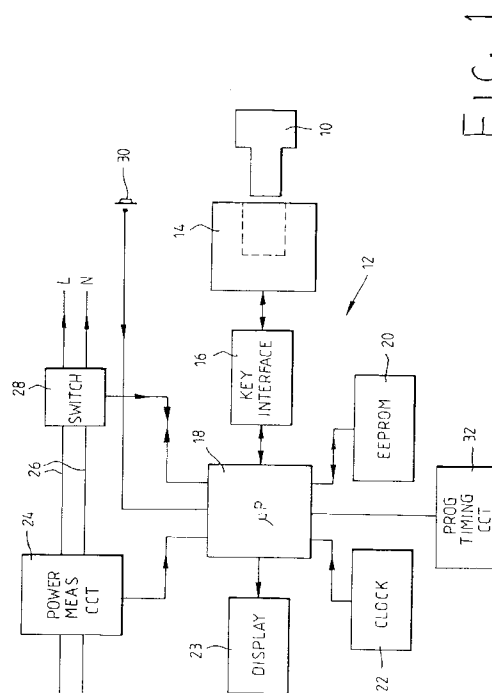 FIG. 1
24
POWER
MEAS
CCT
26
28
SWITCH
L
N
30
18
μP
16
KEY
INTERFACE
14
10
12
23
DISPLAY
22
CLOCK
20
EEPROM
32
PROG
TIMING
CCT